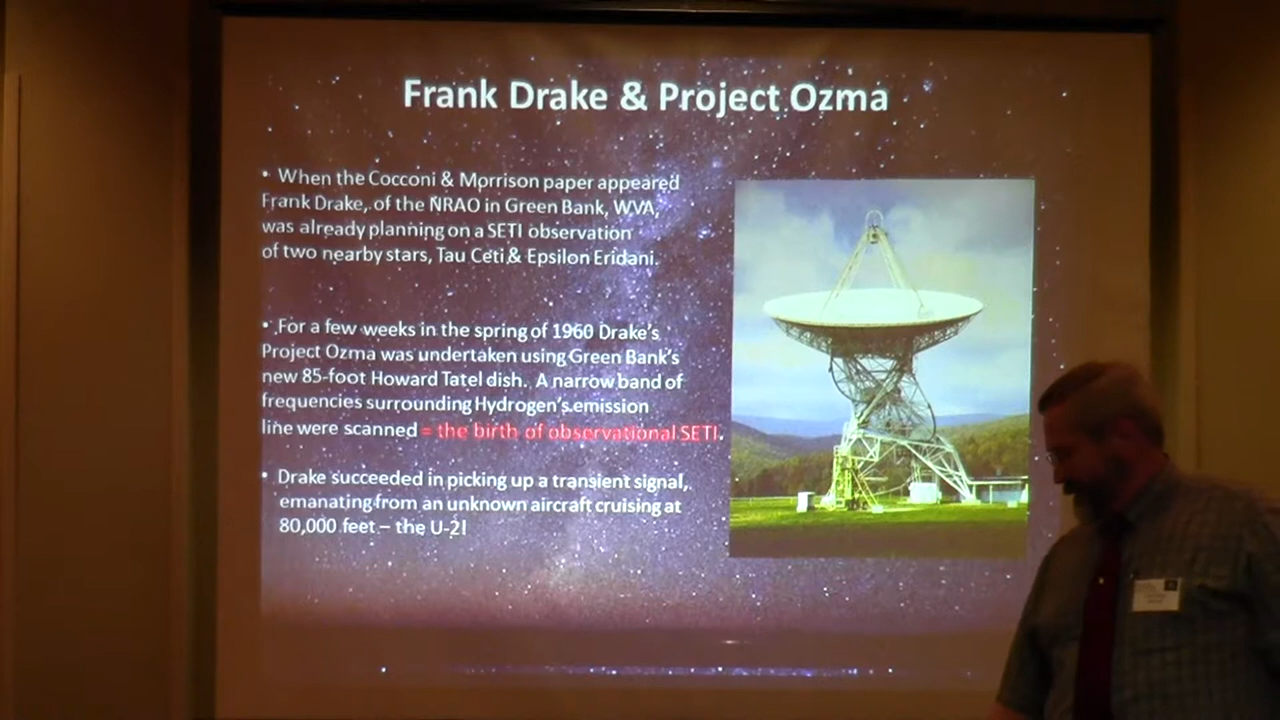 Frank Drake & Project Ozma
• When the Cocconi & Morrison paper appeared
Frank Drake, of the NRAO in Green Bank, WVA,
was already planning on a SETI observation
of two nearby stars, Tau Ceti & Epsilon Eridani.
• For a few weeks in the spring of 1960 Drake's
Project Ozma was undertaken using Green Bank's
new 85-foot Howard Tatel dish. A narrow band of
frequencies surrounding Hydrogen's emission
line were scanned = the birth of observational SETI.
• Drake succeeded in picking up a transient signal,
emanating from an unknown aircraft cruising at
80,000 feet – the U-2!